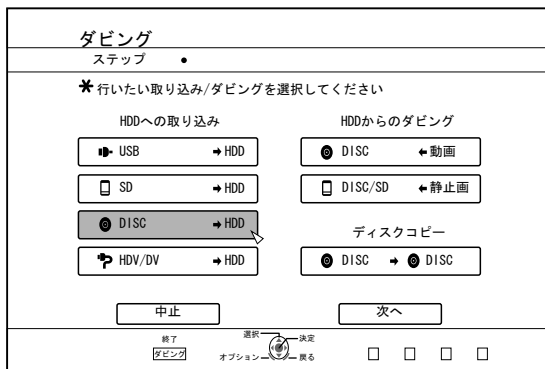 ダビング
ステップ
行いたい取り込み/ダビングを選択してください
HDDへの取り込み
USB → HDD
SD → HDD
DISC → HDD
HDV/DV → HDD
HDDからのダビング
DISC ←動画
DISC/SD ←静止画
ディスクコピー
DISC → DISC
中止
次へ
終了
ダビング
選択
決定
オプション
戻る